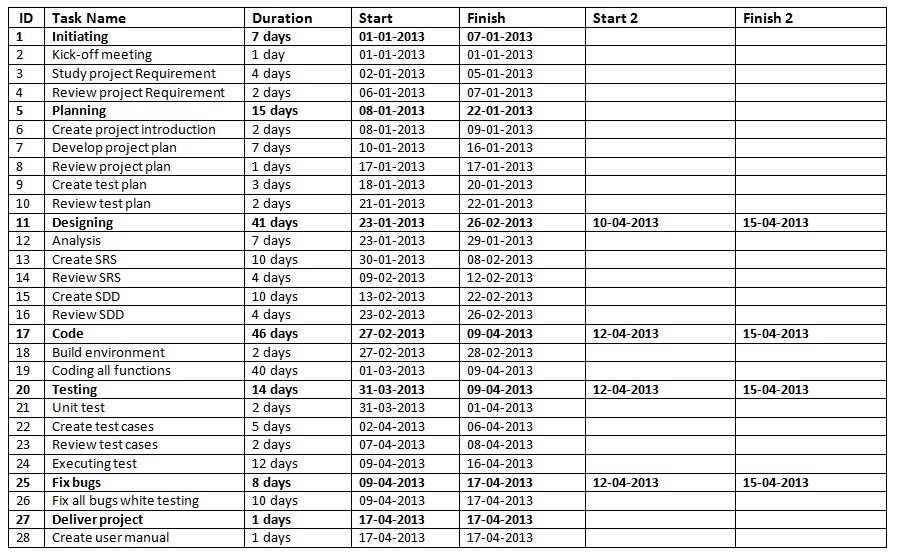 ID Task Name Duration Start Finish Start 2 Finish 2
1 Initiating 7 days 01-01-2013 07-01-2013
2 Kick-off meeting 1 day 01-01-2013 01-01-2013
3 Study project Requirement 4 days 02-01-2013 05-01-2013
4 Review project Requirement 2 days 06-01-2013 07-01-2013
5 Planning 15 days 08-01-2013 22-01-2013
6 Create project introduction 2 days 08-01-2013 09-01-2013
7 Develop project plan 7 days 10-01-2013 16-01-2013
8 Review project plan 1 days 17-01-2013 17-01-2013
9 Create test plan 3 days 18-01-2013 20-01-2013
10 Review test plan 2 days 21-01-2013 22-01-2013
11 Designing 41 days 23-01-2013 26-02-2013 10-04-2013 15-04-2013
12 Analysis 7 days 23-01-2013 29-01-2013
13 Create SRS 10 days 30-01-2013 08-02-2013
14 Review SRS 4 days 09-02-2013 12-02-2013
15 Create SDD 10 days 13-02-2013 22-02-2013
16 Review SDD 4 days 23-02-2013 26-02-2013
17 Code 46 days 27-02-2013 09-04-2013 12-04-2013 15-04-2013
18 Build environment 2 days 27-02-2013 28-02-2013
19 Coding all functions 40 days 01-03-2013 09-04-2013
20 Testing 14 days 31-03-2013 09-04-2013 12-04-2013 15-04-2013
21 Unit test 2 days 31-03-2013 01-04-2013
22 Create test cases 5 days 02-04-2013 06-04-2013
23 Review test cases 2 days 07-04-2013 08-04-2013
24 Executing test 12 days 09-04-2013 16-04-2013
25 Fix bugs 8 days 09-04-2013 17-04-2013 12-04-2013 15-04-2013
26 Fix all bugs white testing 10 days 09-04-2013 17-04-2013
27 Deliver project 1 days 17-04-2013 17-04-2013
28 Create user manual 1 days 17-04-2013 17-04-2013